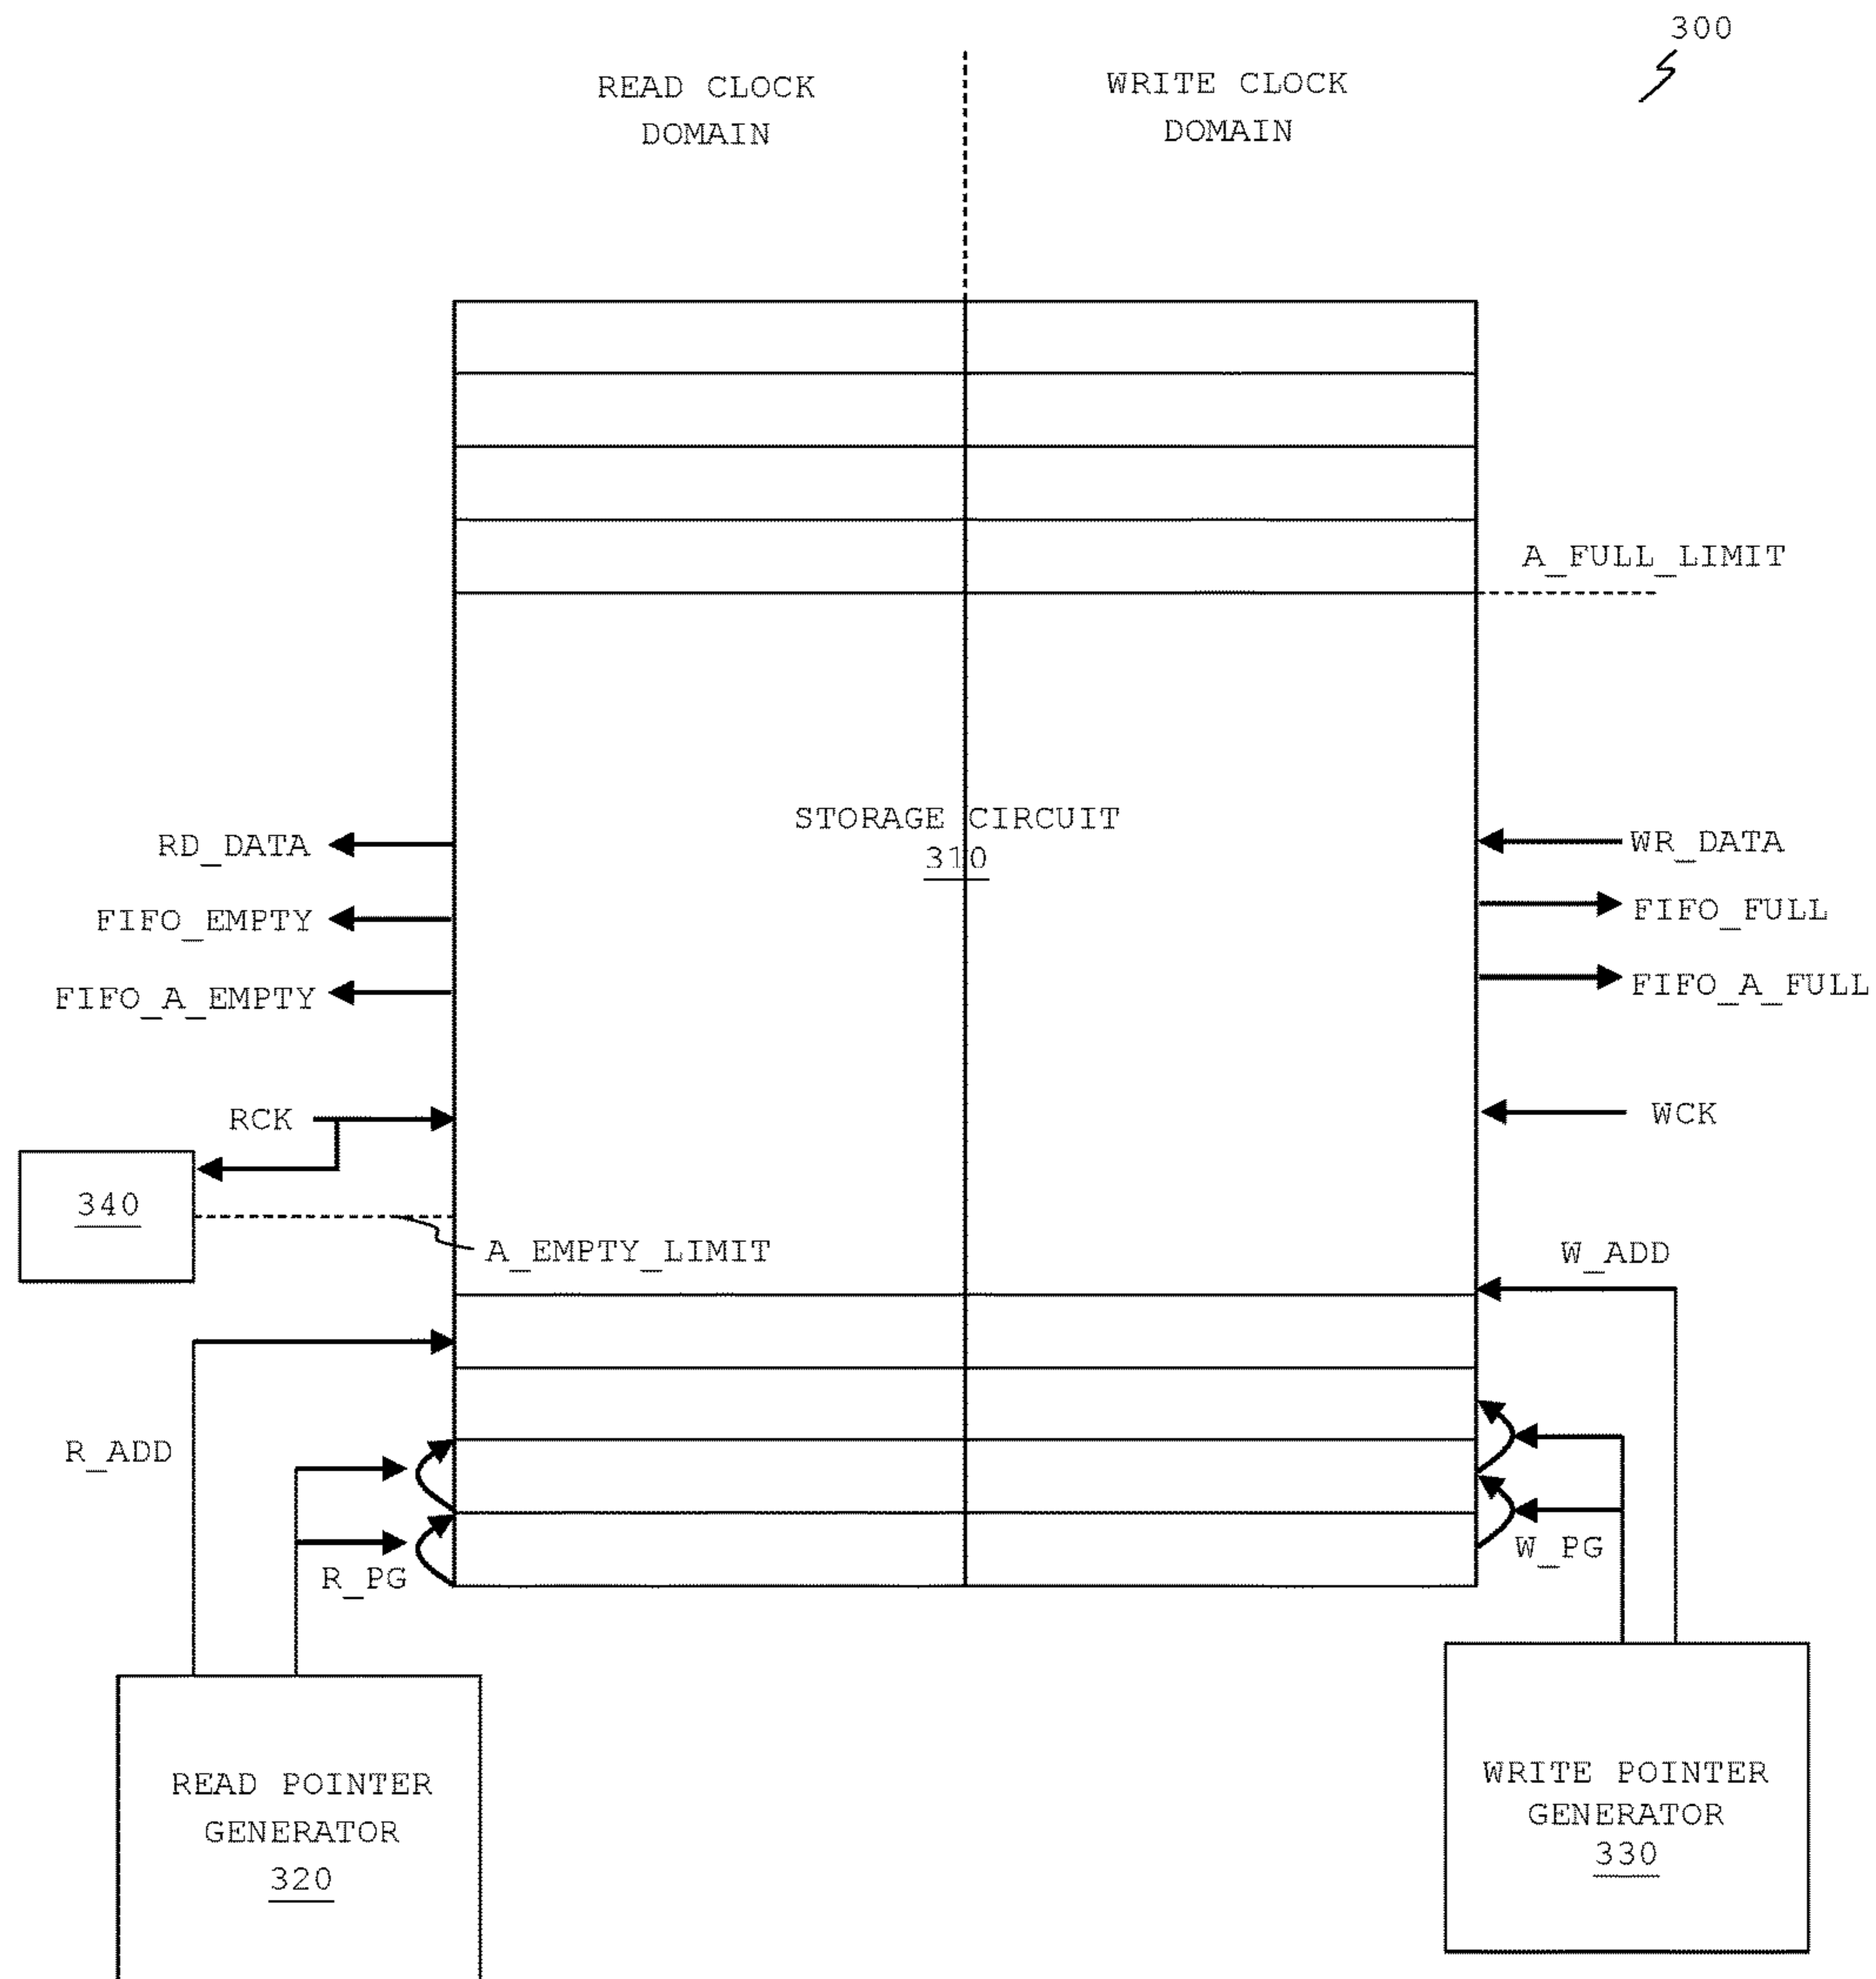 300
READ CLOCK
DOMAIN
WRITE CLOCK
DOMAIN
A_FULL_LIMIT
STORAGE CIRCUIT
310
RD_DATA
WR_DATA
FIFO_EMPTY
FIFO_FULL
FIFO_A_EMPTY
FIFO_A_FULL
RCK
WCK
340
A_EMPTY_LIMIT
W_ADD
R_ADD
R_PG
W_PG
READ POINTER
GENERATOR
320
WRITE POINTER
GENERATOR
330